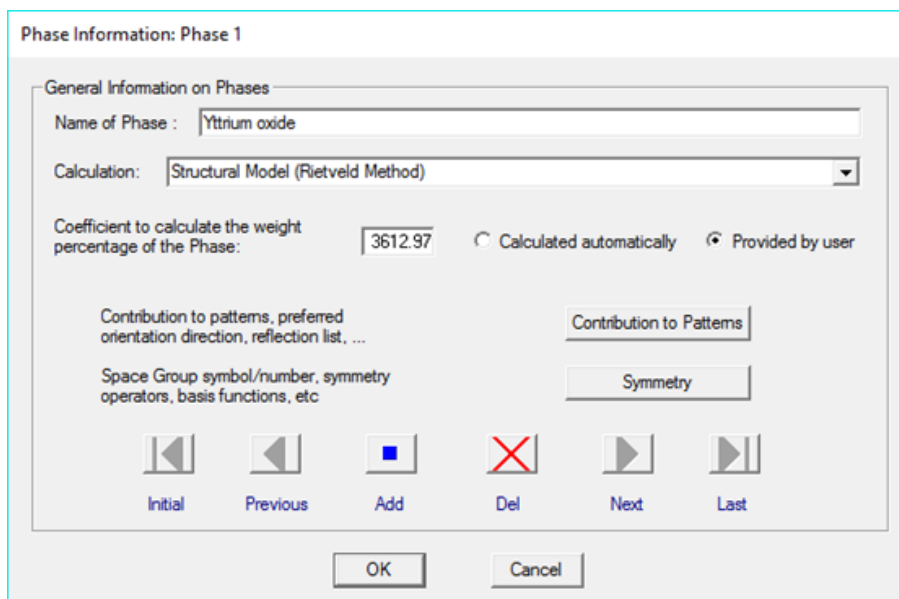 Phase Information: Phase 1
General Information on Phases
Name of Phase : Yttrium oxide
Calculation: Structural Model (Rietveld Method)
Coefficient to calculate the weight
percentage of the Phase: 3612.97 Calculated automatically Provided by user
Contribution to patterns, preferred
orientation direction, reflection list, ...
Contribution to Patterns
Space Group symbol/number, symmetry
operators, basis functions, etc
Symmetry
Initial Previous Add Del Next Last
OK Cancel